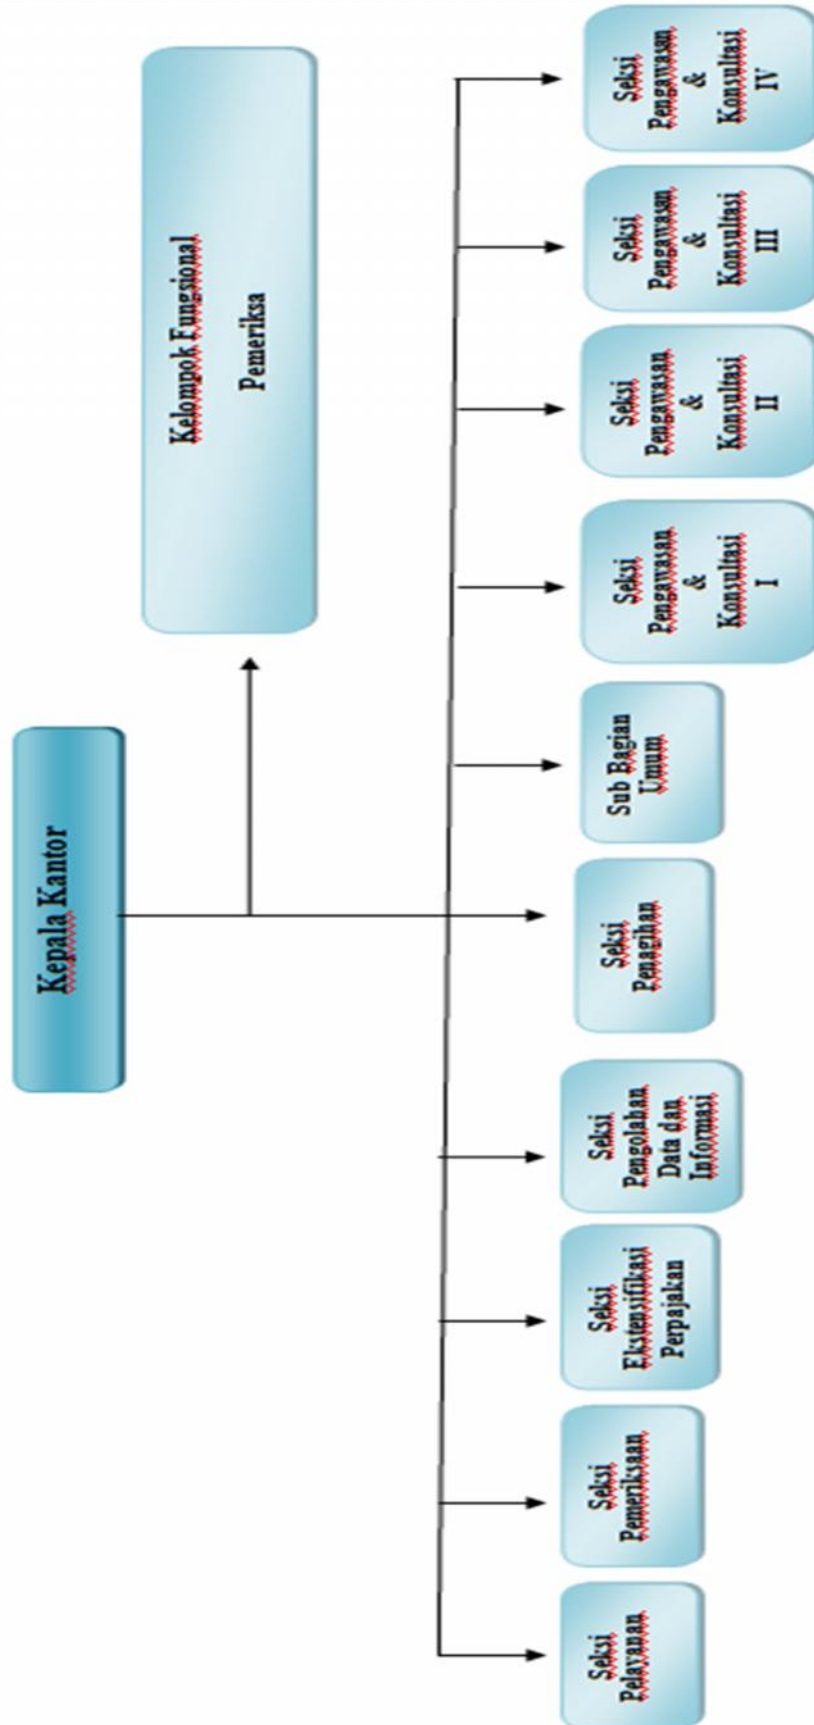 Kepala Kantor
Kelompok Fungsional
Pemeriksa
Seksi
Pelayanan
Seksi
Pemeriksaan
Seksi
Ekstensifikasi
Perpajakan
Seksi
Pengolahan
Data dan
Informasi
Seksi
Penagihan
Sub Bagian
Umum
Seksi
Pengawasan
&
Konsultasi
I
Seksi
Pengawasan
&
Konsultasi
II
Seksi
Pengawasan
&
Konsultasi
III
Seksi
Pengawasan
&
Konsultasi
IV